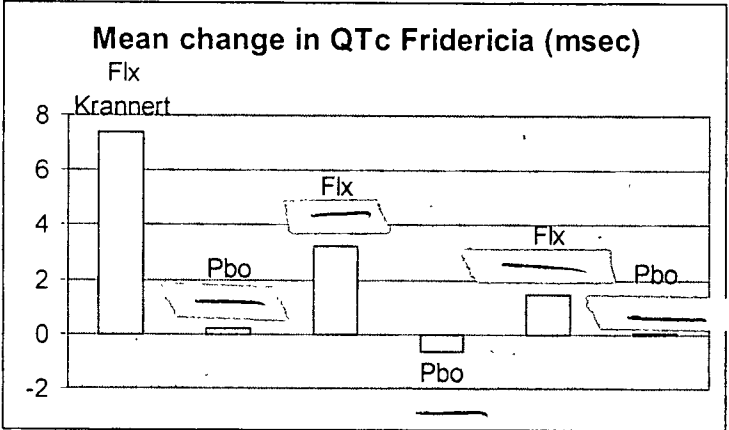 Mean change in QTc Fridericia (msec)
Flx
Krannert
8
6
4
2
0
-2
Flx
Pbo
Flx
Pbo
Pbo